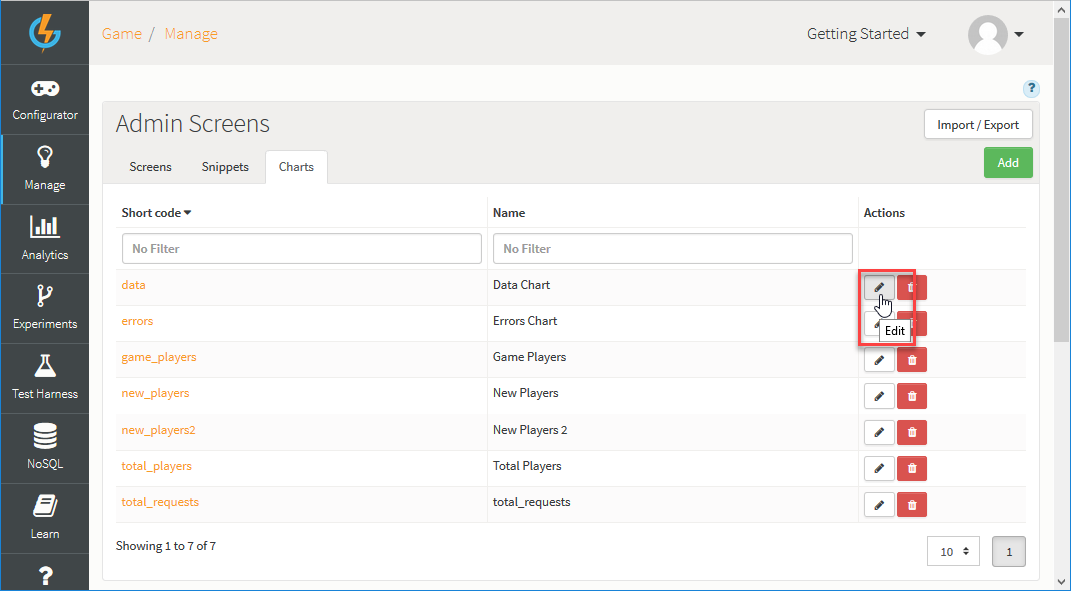 Game / Manage
Getting Started
Configurator
Manage
Analytics
Experiments
Test Harness
NoSQL
Learn
?
?
Admin Screens
Import / Export
Screens Snippets Charts
Add
Short code Name Actions
No Filter No Filter
data Data Chart
errors Errors Chart
Edit
game_players Game Players
new_players New Players
new_players2 New Players 2
total_players Total Players
total_requests total_requests
Showing 1 to 7 of 7
10 1